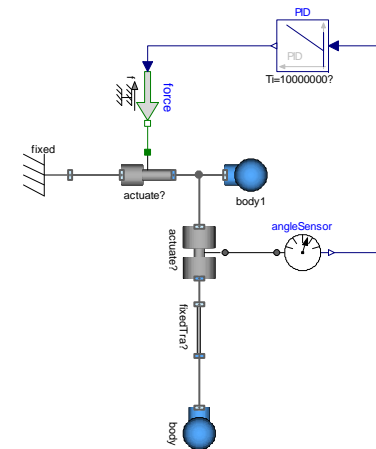 PID
PID
Ti=10000000?
force
f
fixed
actuate?
body1
actuate?
angleSensor
fixedTra?
body